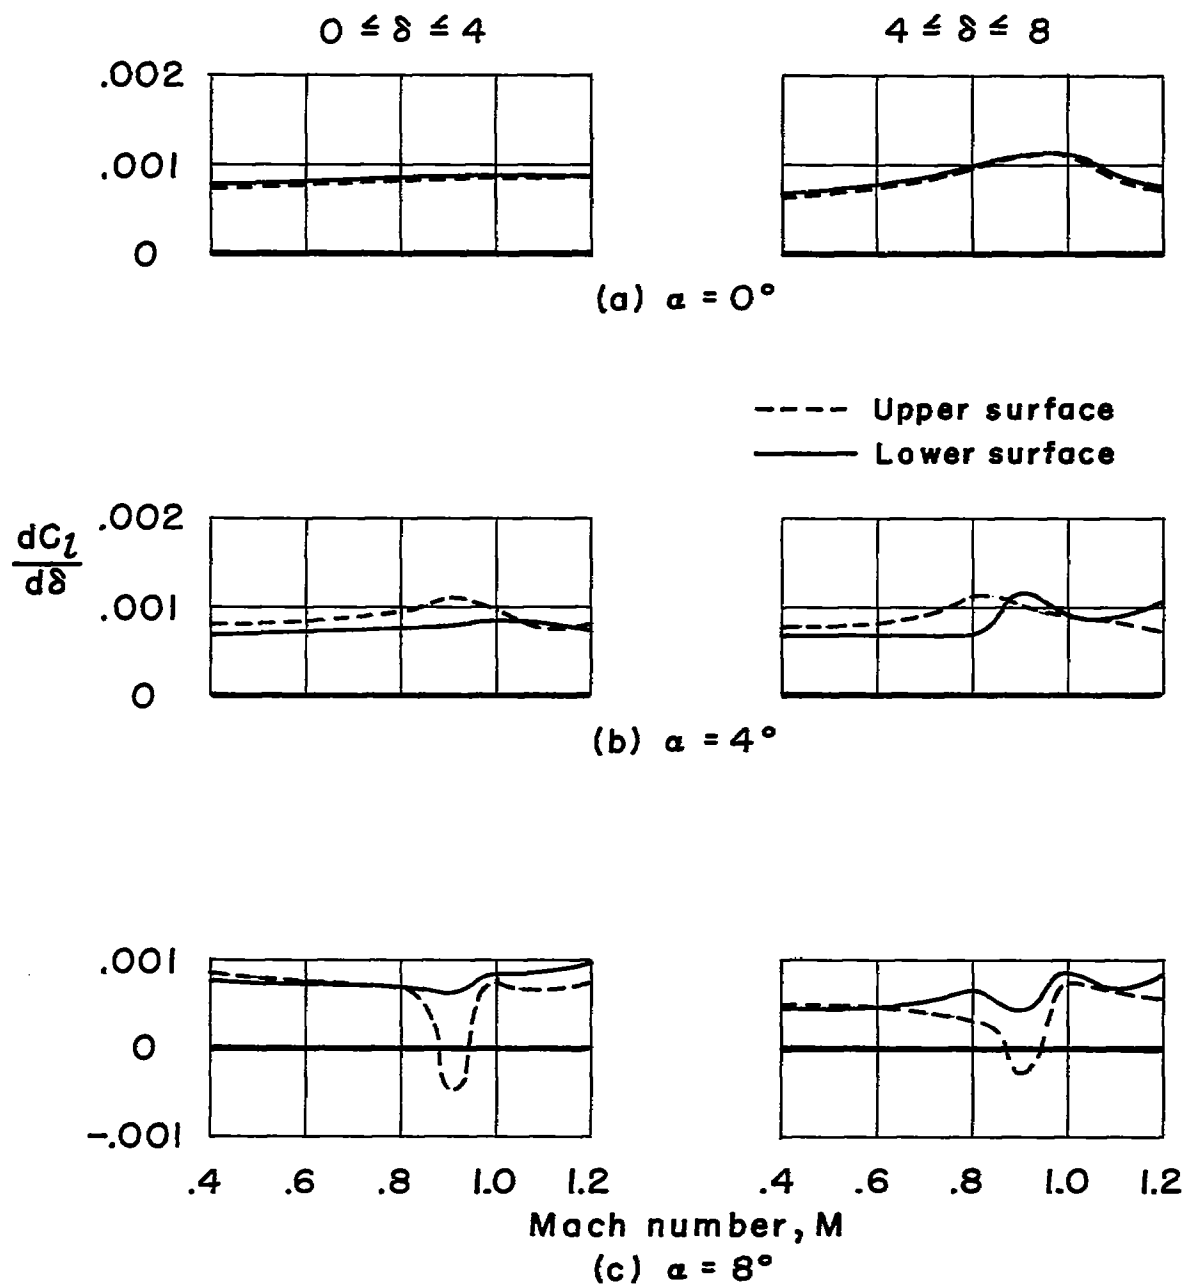 0 ≤ δ ≤ 4
4 ≤ δ ≤ 8
.002
.001
0
(a) α = 0°
Upper surface
Lower surface
dCl
dδ
.002
.001
0
(b) α = 4°
.001
0
-.001
.4 .6 .8 1.0 1.2
.4 .6 .8 1.0 1.2
Mach number, M
(c) α = 8°